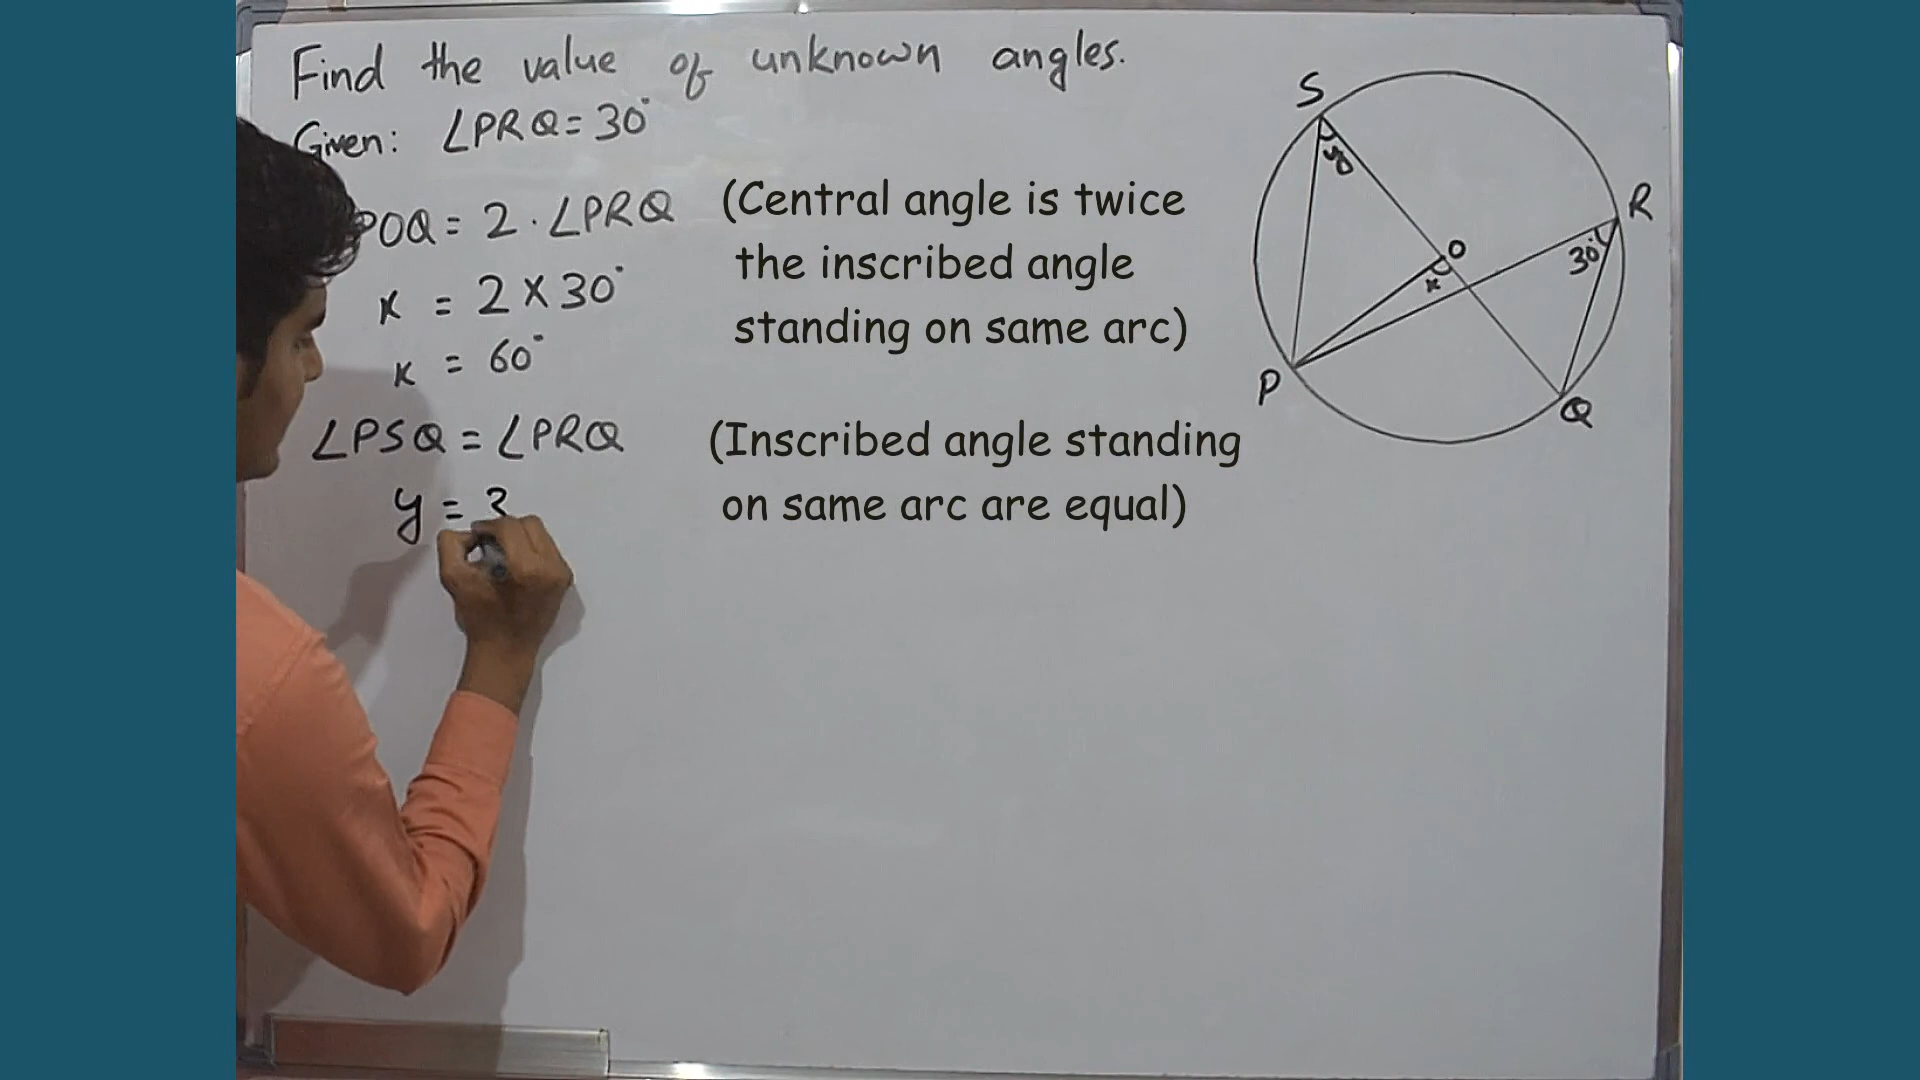 Find the value of unknown angles.
Given: ∠PRQ = 30°
POQ = 2 · ∠PRQ
(Central angle is twice
the inscribed angle
standing on same arc)
x = 2 × 30°
x = 60°
∠PSQ = ∠PRQ
(Inscribed angle standing
on same arc are equal)
y = 3
S
y
R
30°
O
x
P
Q